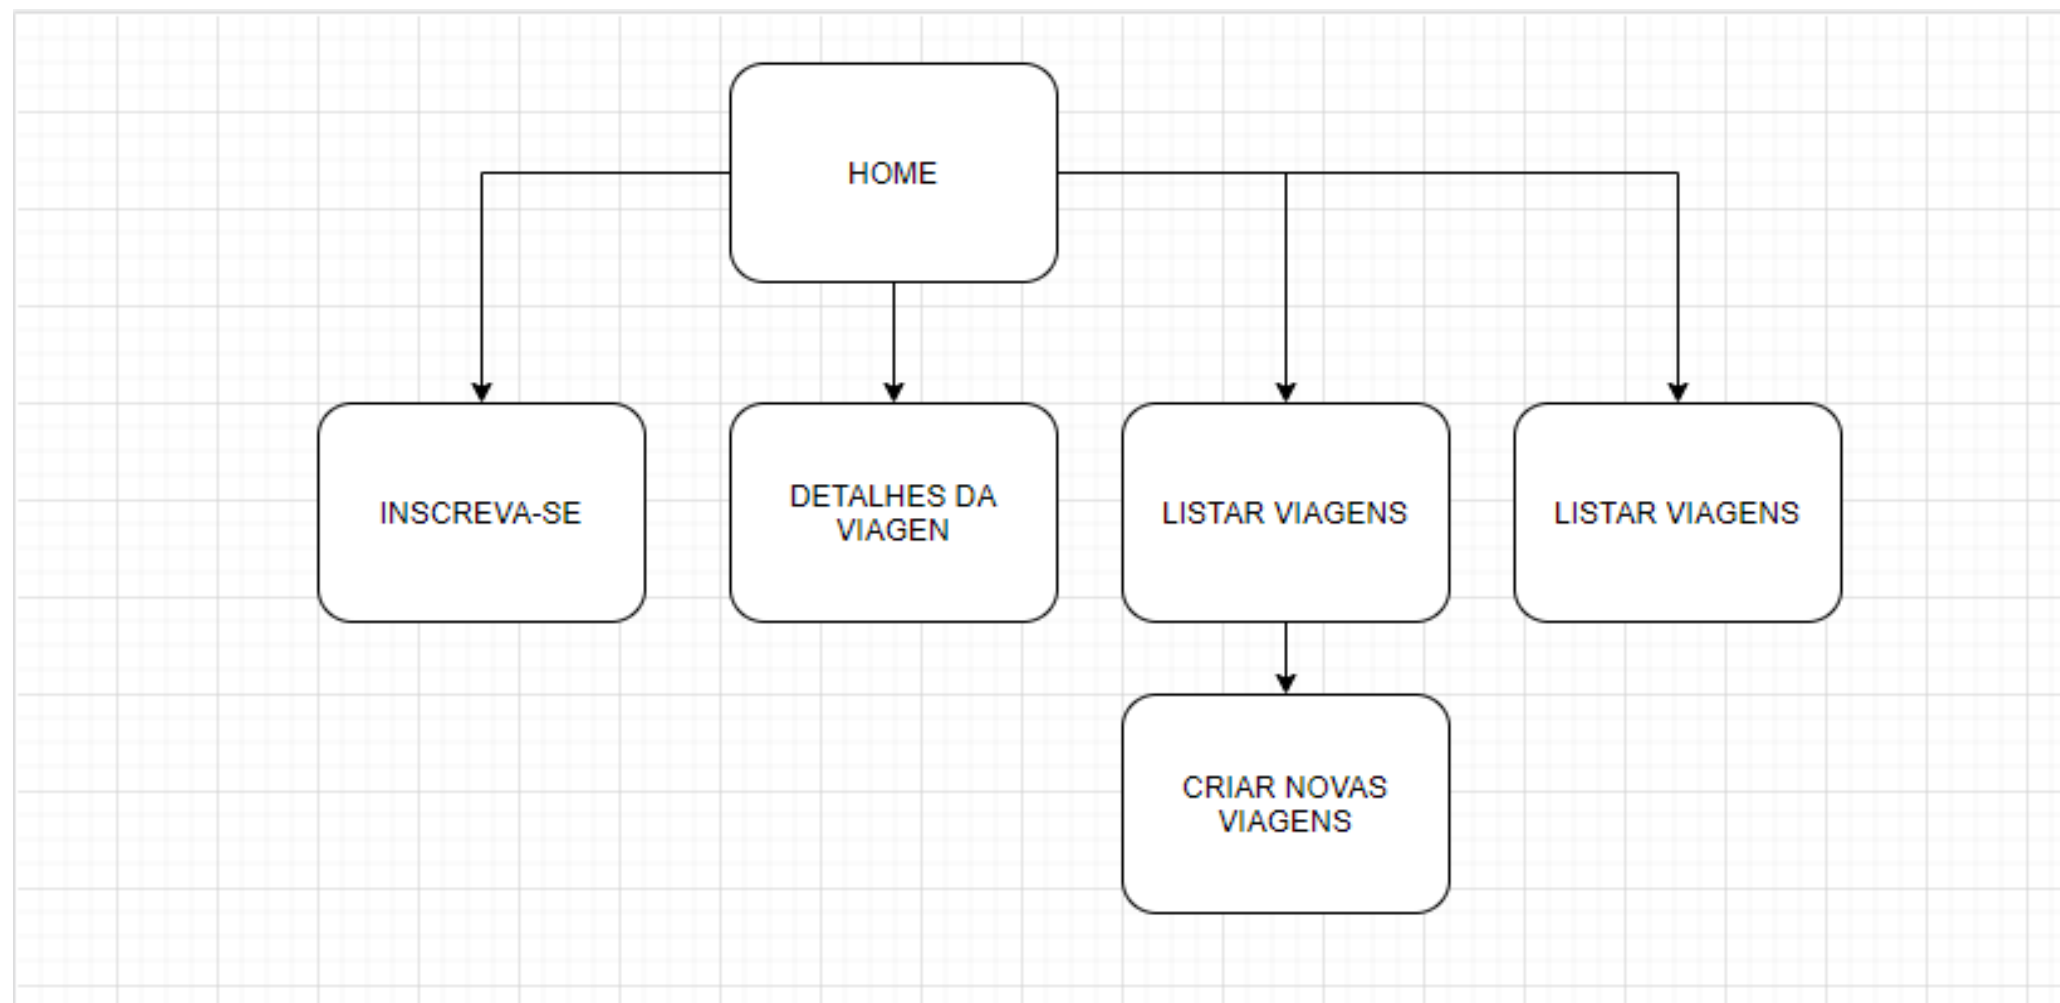 HOME
INSCREVA-SE
DETALHES DA
VIAGEN
LISTAR VIAGENS
LISTAR VIAGENS
CRIAR NOVAS
VIAGENS